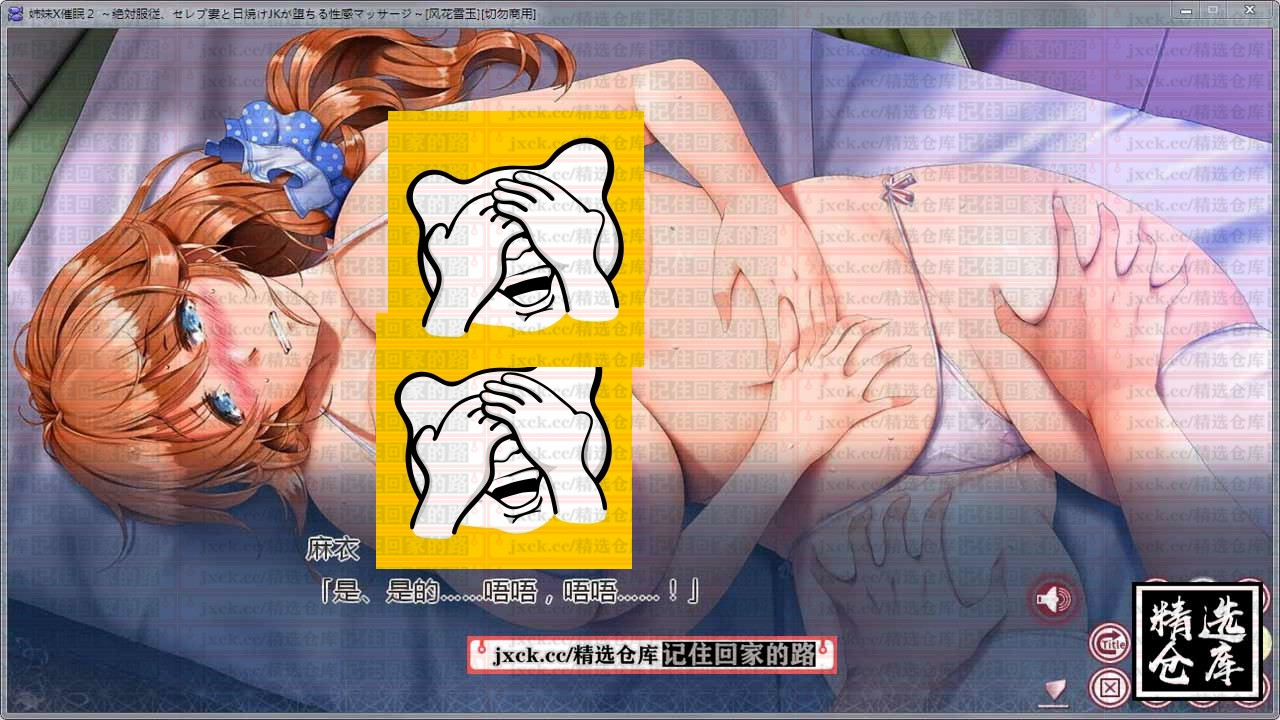 姉妹X催眠２ ～絶対服従、セレブ妻と日焼けJKが堕ちる性感マッサージ～[风花雪玉][切勿商用]
麻衣
「是、是的……唔唔，唔唔……！」
jxck.cc/精选仓库记住回家的路
Title
精选
仓库